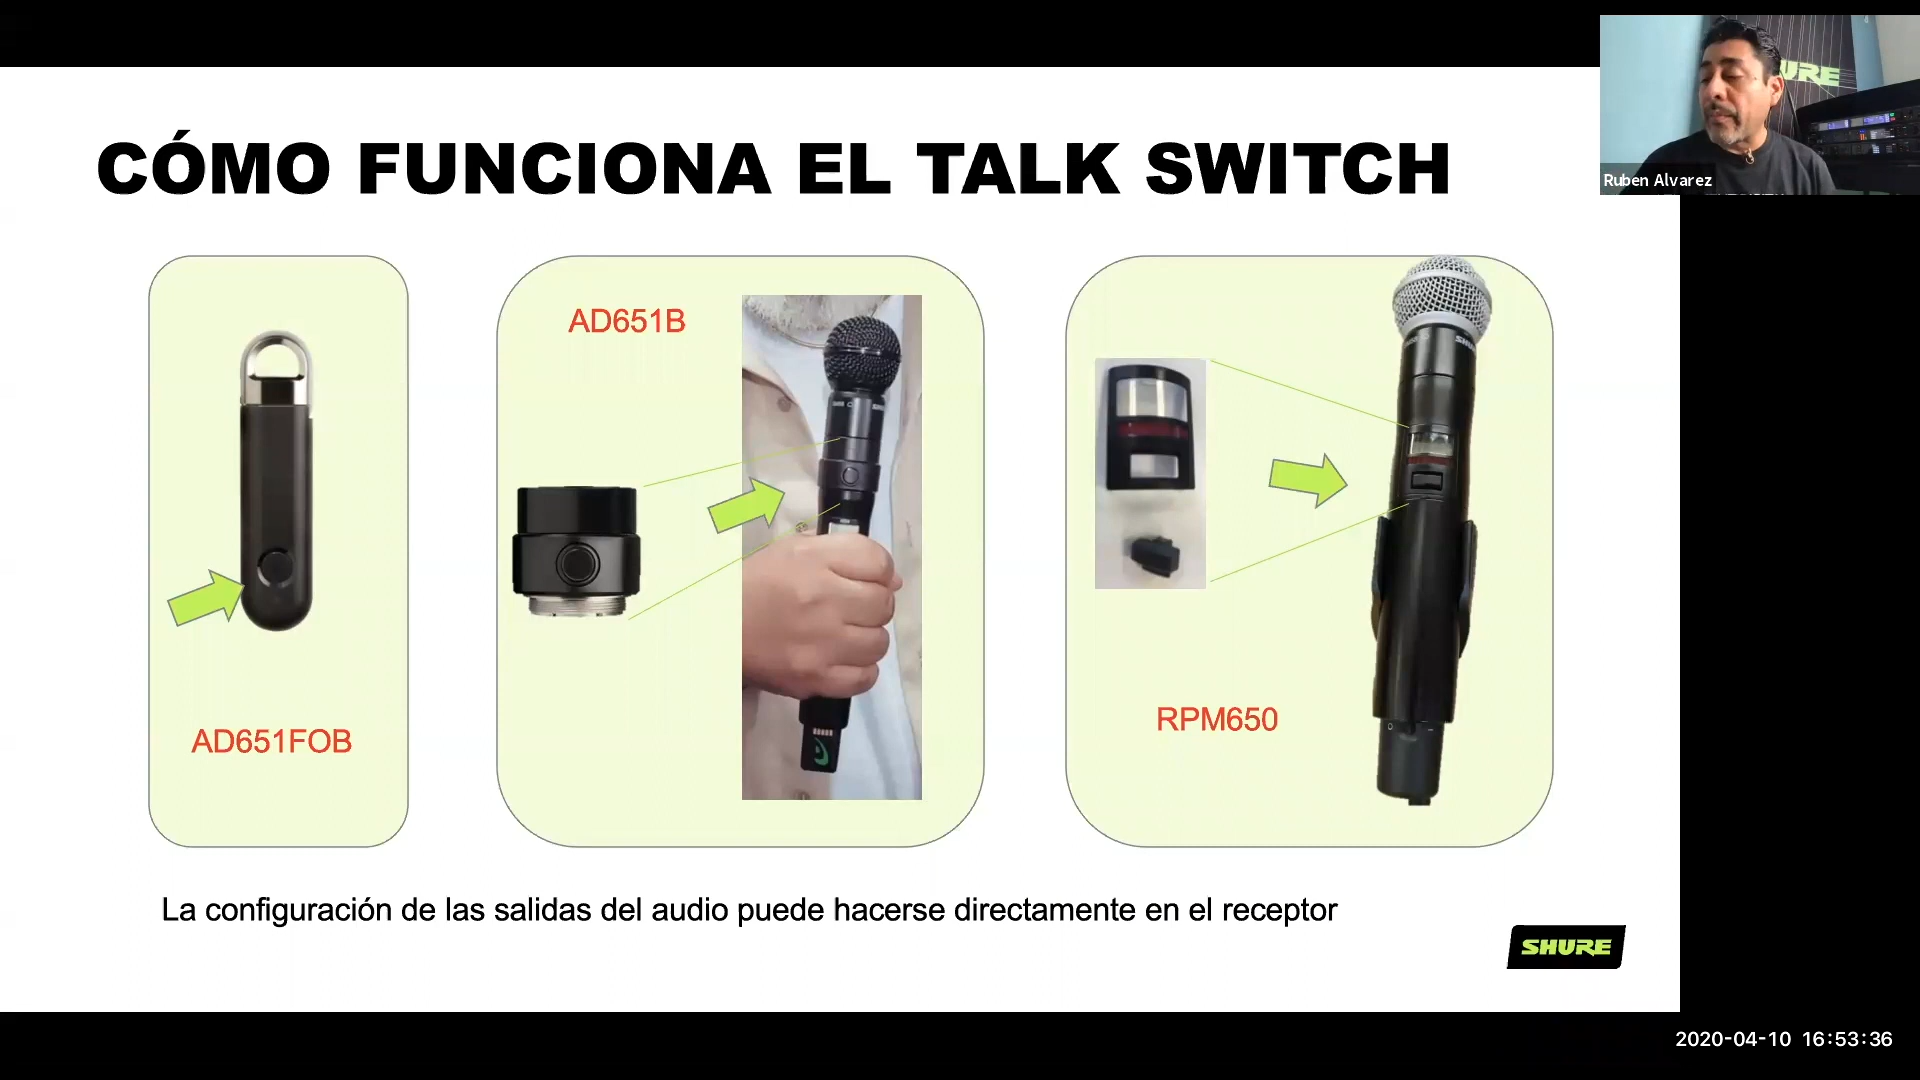 URE
Ruben Alvarez
CÓMO FUNCIONA EL TALK SWITCH
AD651B
AD651FOB
RPM650
La configuración de las salidas del audio puede hacerse directamente en el receptor
SHURE
2020-04-10 16:53:36